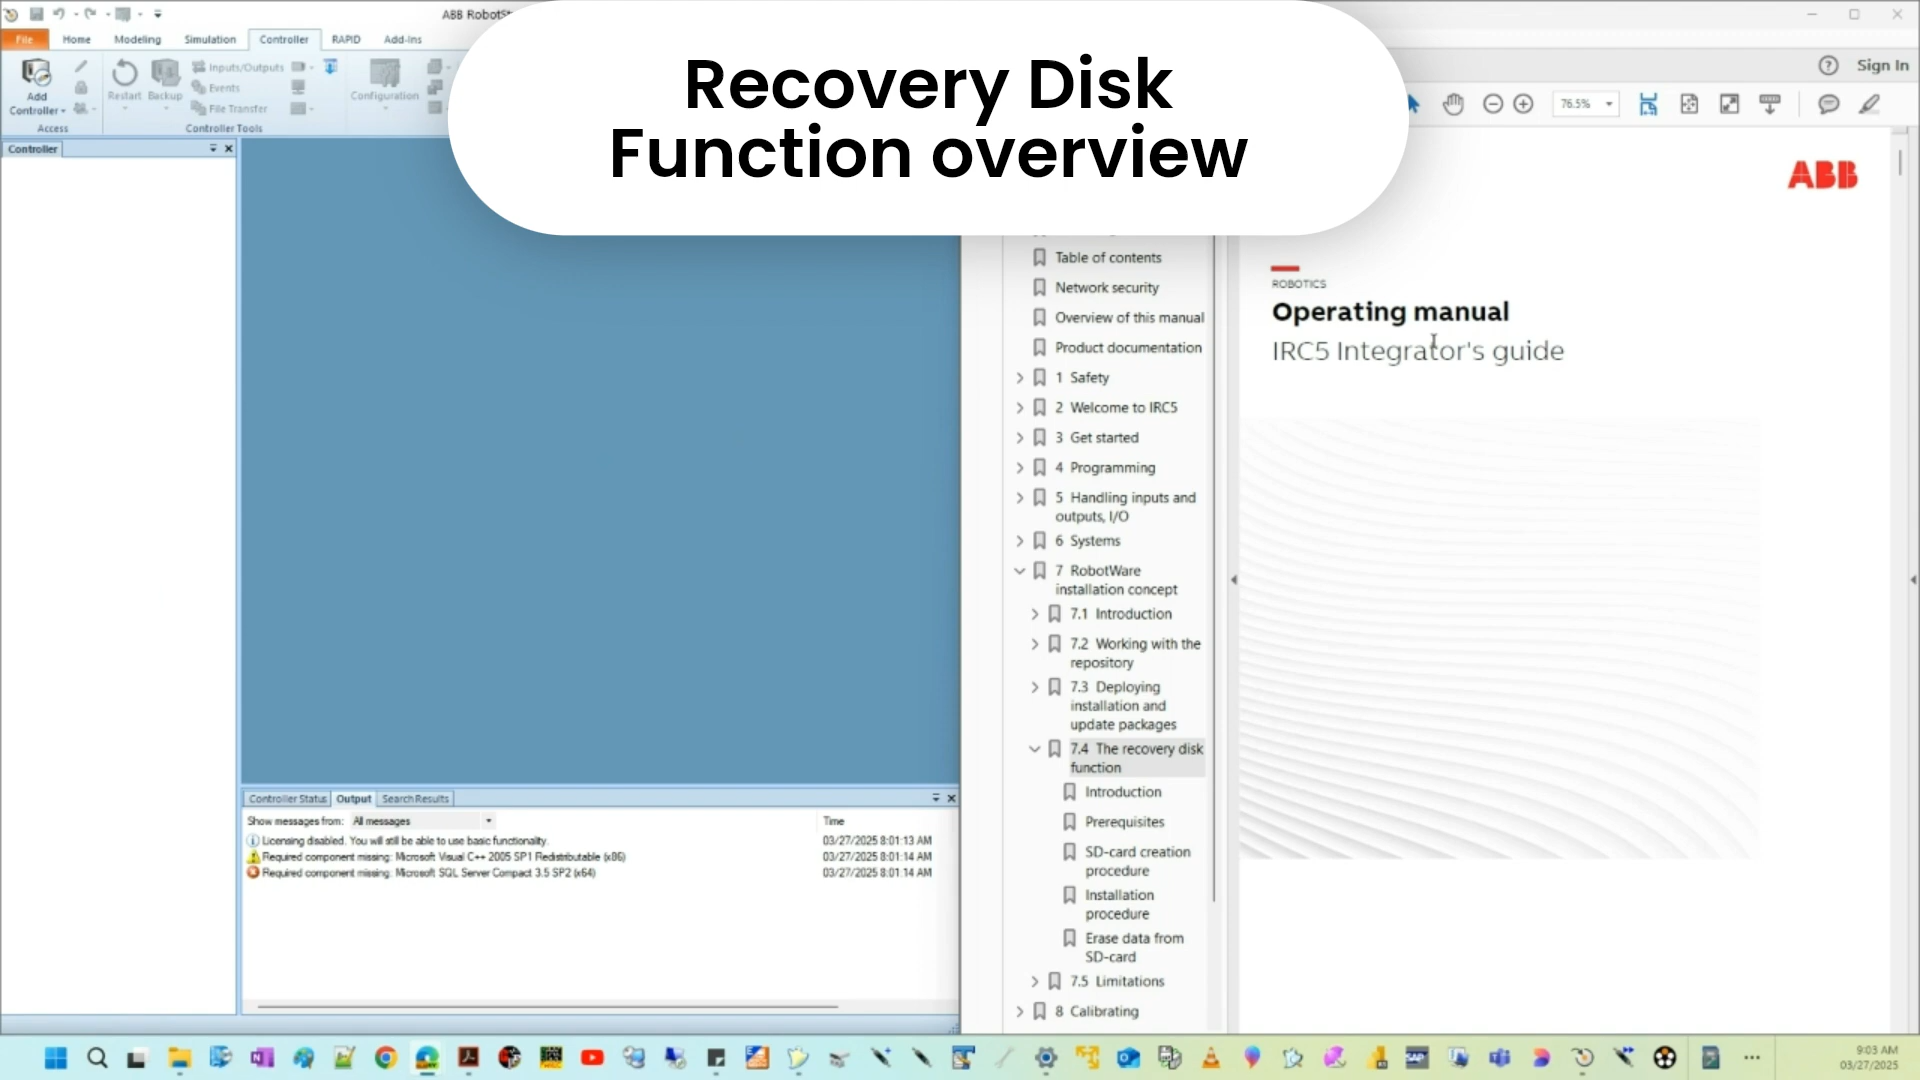 ABB RobotSt
File
Home
Modeling
Simulation
Controller
RAPID
Add-Ins
Recovery Disk
Function overview
Add
Controller
Restart
Backup
Inputs/Outputs
Events
File Transfer
Configuration
Access
Controller Tools
Sign In
76.5%
Controller
ABB
ROBOTICS
Operating manual
IRC5 Integrator's guide
Table of contents
Network security
Overview of this manual
Product documentation
1 Safety
2 Welcome to IRC5
3 Get started
4 Programming
5 Handling inputs and
outputs, I/O
6 Systems
7 RobotWare
installation concept
7.1 Introduction
7.2 Working with the
repository
7.3 Deploying
installation and
update packages
7.4 The recovery disk
function
Introduction
Prerequisites
SD-card creation
procedure
Installation
procedure
Erase data from
SD-card
7.5 Limitations
8 Calibrating
Controller Status
Output
Search Results
Show messages from: All messages
Time
Licensing disabled. You will still be able to use basic functionality. 03/27/2025 8:01:13 AM
Required component missing: Microsoft Visual C++ 2005 SP1 Redistributable (x86) 03/27/2025 8:01:14 AM
Required component missing: Microsoft SQL Server Compact 3.5 SP2 (x64) 03/27/2025 8:01:14 AM
SAP
9:03 AM
03/27/2025